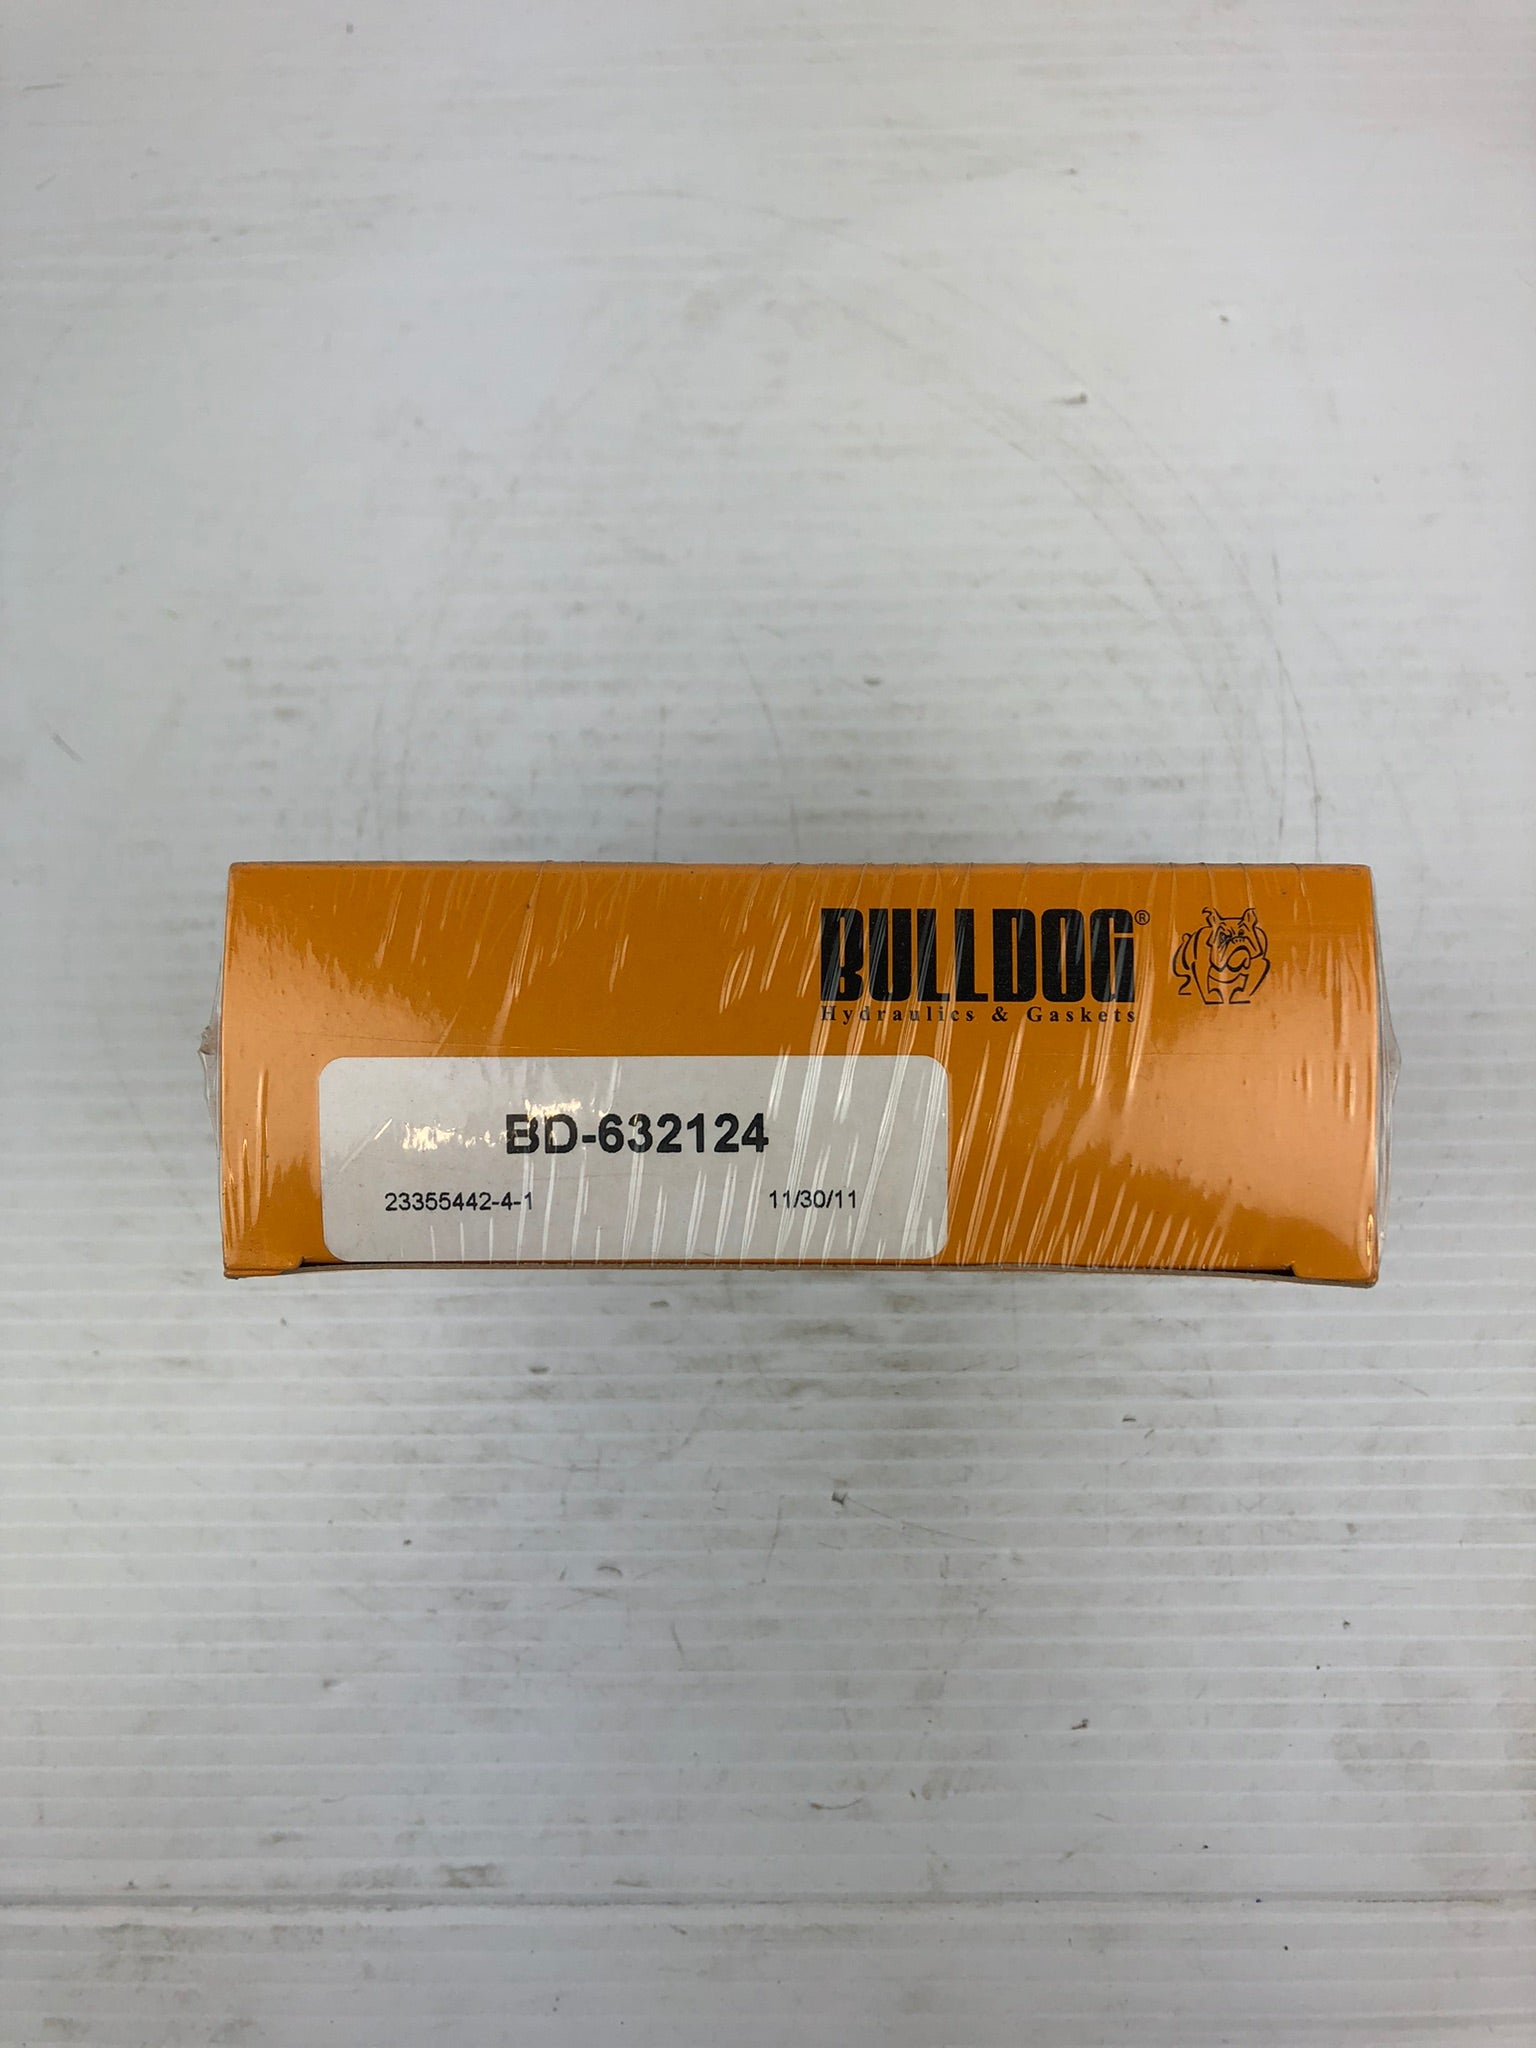 BULLDOG®
Hydraulics & Gaskets
BD-632124
23355442-4-1 11/30/11